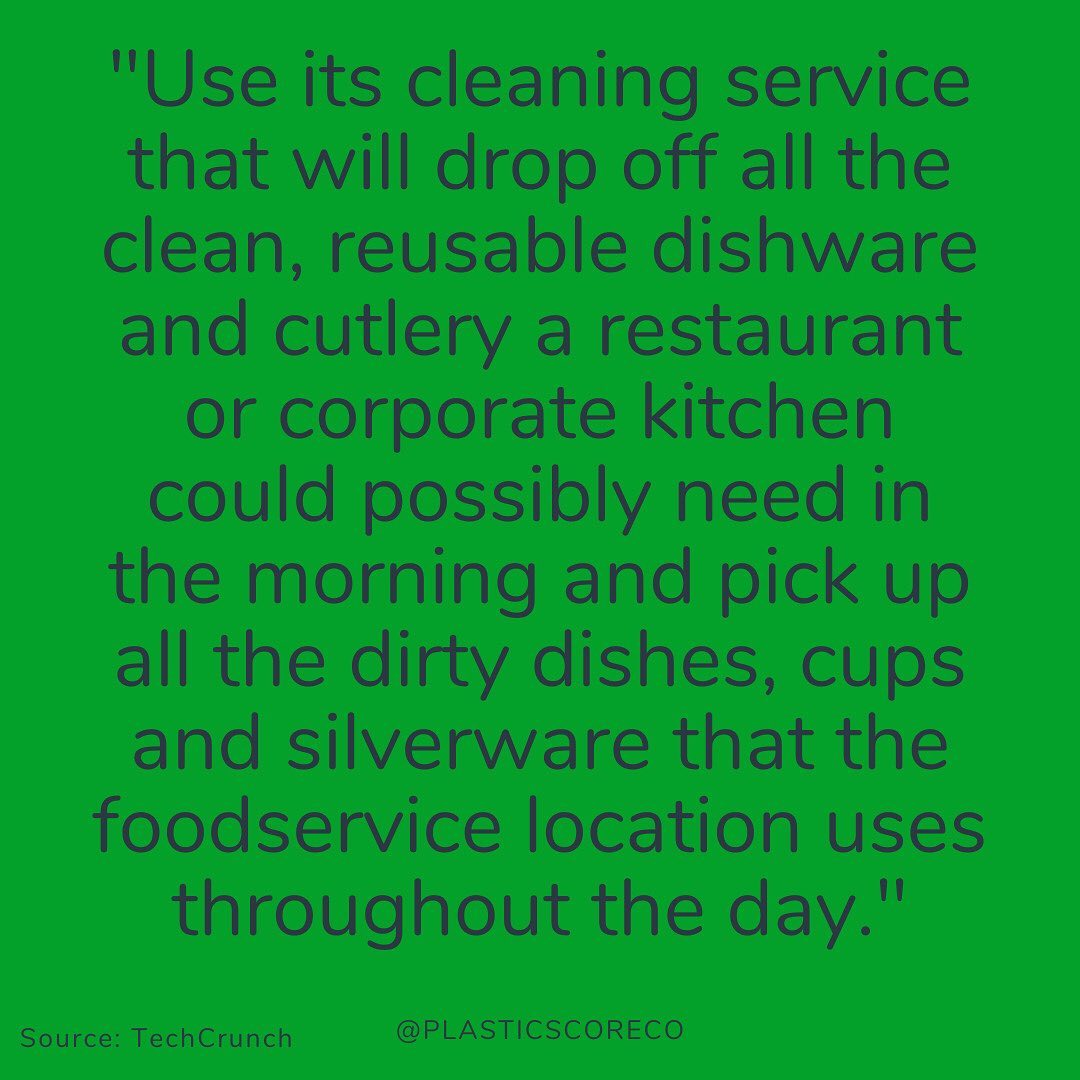 "Use its cleaning service
that will drop off all the
clean, reusable dishware
and cutlery a restaurant
or corporate kitchen
could possibly need in
the morning and pick up
all the dirty dishes, cups
and silverware that the
foodservice location uses
throughout the day."
Source: TechCrunch
@PLASTICSCORECO